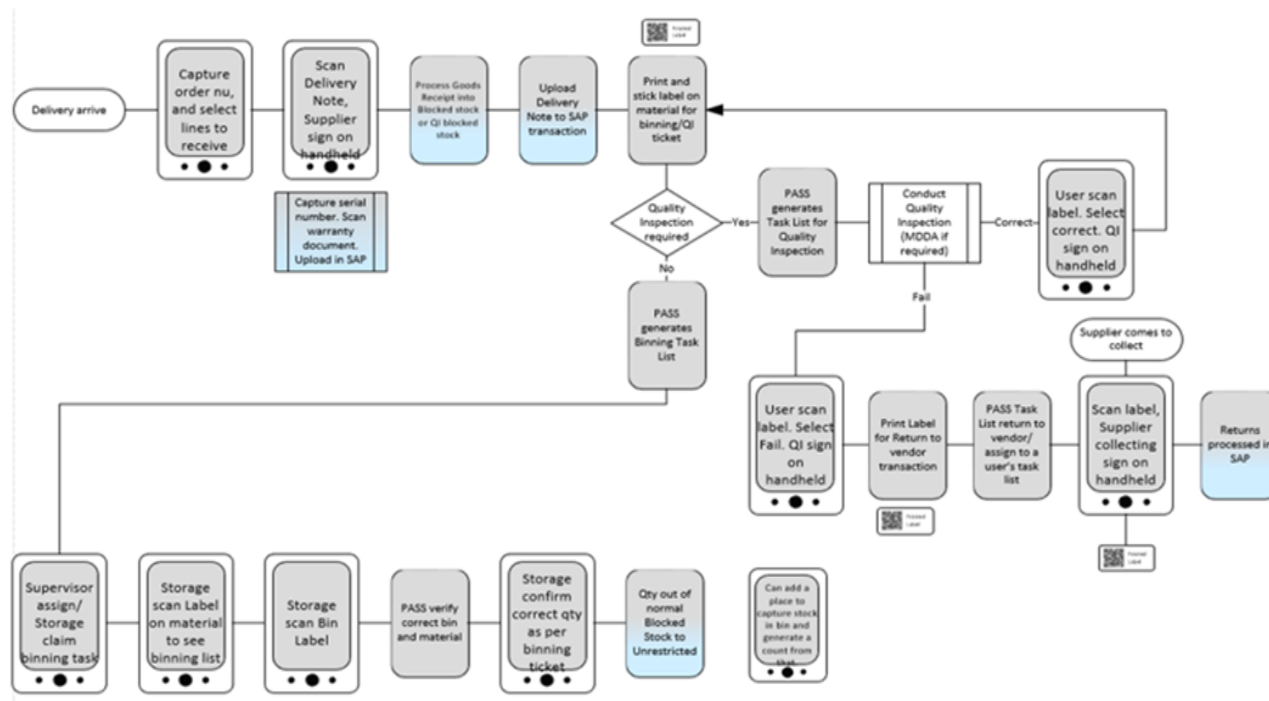 Printed
Label
Delivery arrive
Capture
order nu,
and select
lines to
receive
Scan
Delivery
Note,
Supplier
sign on
handheld
Process Goods
Receipt into
Blocked stock
or QI blocked
stock
Upload
Delivery
Note to SAP
transaction
Print and
stick label on
material for
binning/QI
ticket
Capture serial
number. Scan
warranty
document.
Upload in SAP
Quality
Inspection
required
Yes
PASS
generates
Task List for
Quality
Inspection
Conduct
Quality
Inspection
(MDDA if
required)
Correct
User scan
label. Select
correct. QI
sign on
handheld
No
PASS
generates
Binning Task
List
Fail
Supplier comes to
collect
User scan
label. Select
Fail. QI sign
on
handheld
Print Label
for Return to
vendor
transaction
PASS Task
List return to
vendor/
assign to a
user's task
list
Scan label,
Supplier
collecting
sign on
handheld
Returns
processed in
SAP
Printed
Label
Printed
Label
Supervisor
assign/
Storage
claim
binning task
Storage
scan Label
on material
to see
binning list
Storage
scan Bin
Label
PASS verify
correct bin
and material
Storage
confirm
correct qty
as per
binning
ticket
Qty out of
normal
Blocked
Stock to
Unrestricted
Can add a
place to
capture stock
in bin and
generate a
count from
that